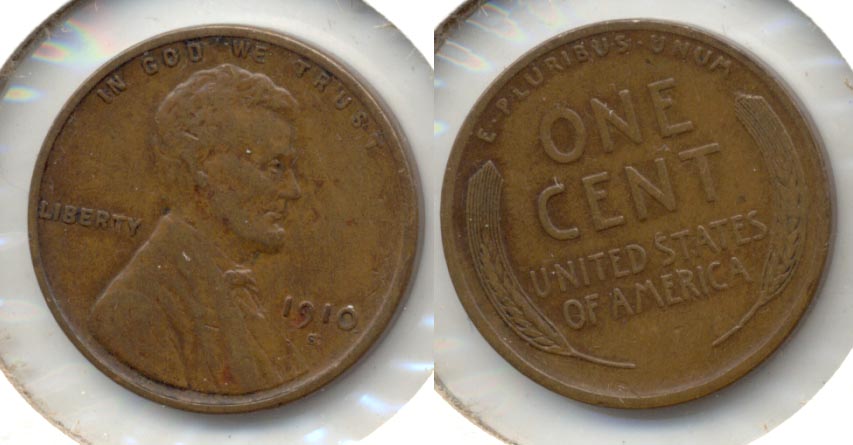 IN GOD WE TRUST
LIBERTY
1910
S
E·PLURIBUS·UNUM
ONE
CENT
UNITED STATES
OF AMERICA